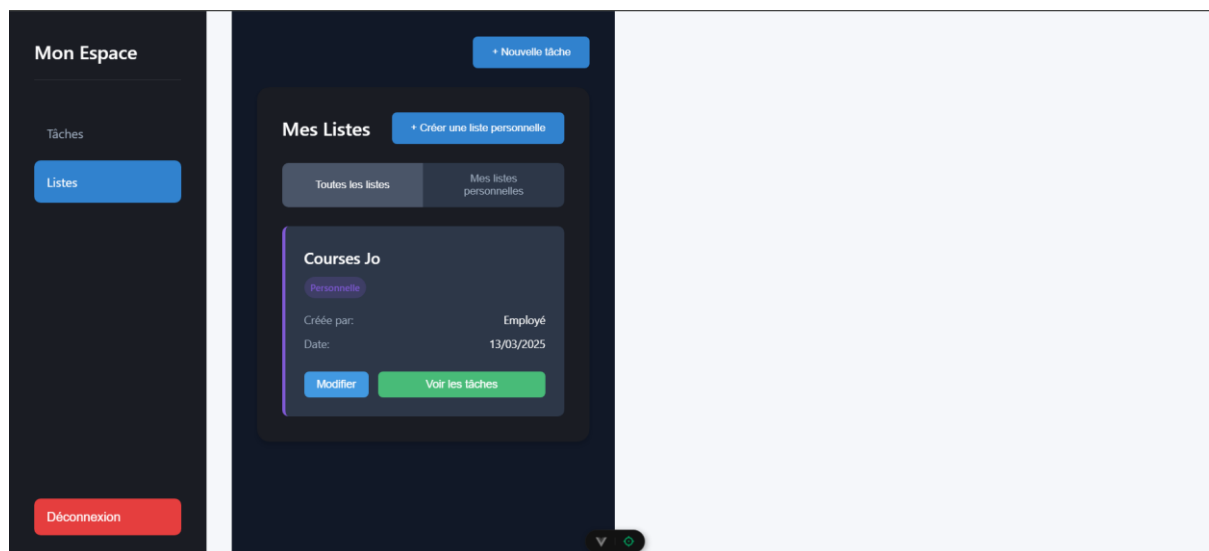 Mon Espace
+ Nouvelle tâche
Tâches
Listes
Mes Listes
+ Créer une liste personnelle
Toutes les listes
Mes listes
personnelles
Courses Jo
Personnelle
Créée par:
Employé
Date:
13/03/2025
Modifier
Voir les tâches
Déconnexion